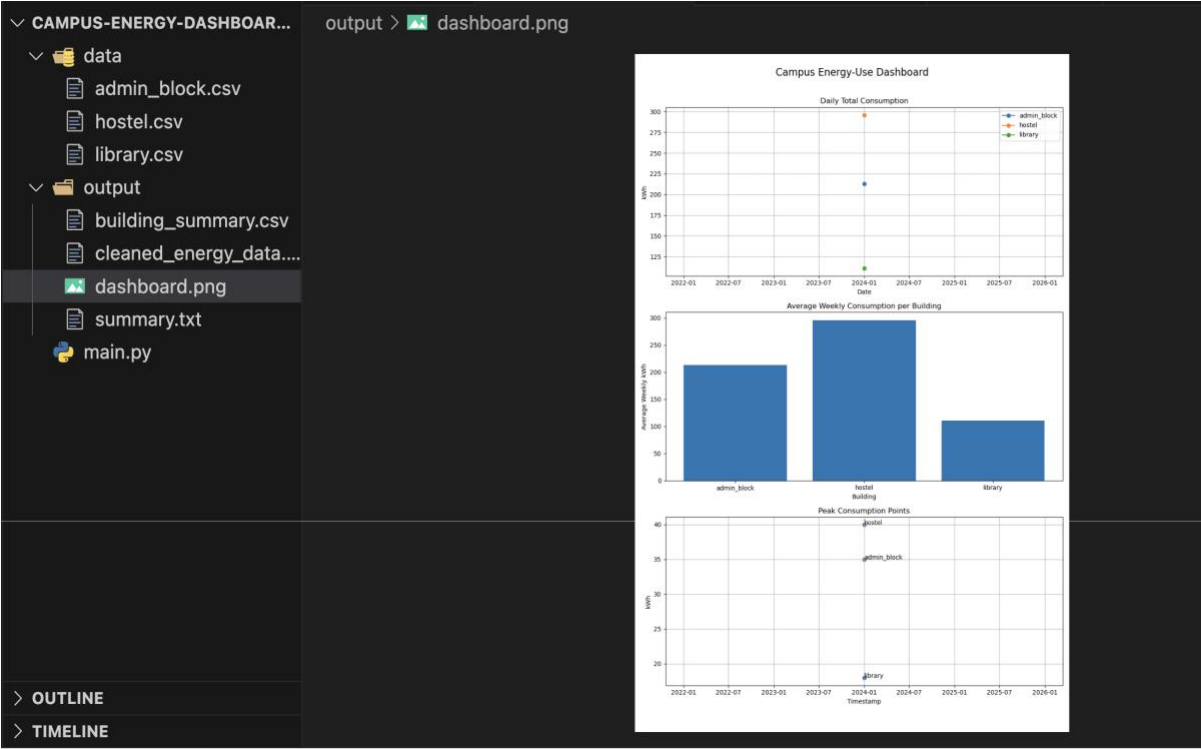 CAMPUS-ENERGY-DASHBOAR...
data
admin_block.csv
hostel.csv
library.csv
output
building_summary.csv
cleaned_energy_data....
dashboard.png
summary.txt
main.py
OUTLINE
TIMELINE
output > dashboard.png
Campus Energy-Use Dashboard
Daily Total Consumption
300
275
250
225
200
175
150
125
kWh
admin_block
hostel
library
2022-01 2022-07 2023-01 2023-07 2024-01 2024-07 2025-01 2025-07 2026-01
Date
Average Weekly Consumption per Building
300
250
200
150
100
50
0
Average Weekly kWh
admin_block hostel library
Building
Peak Consumption Points
40
35
30
25
20
kWh
hostel
admin_block
library
2022-01 2022-07 2023-01 2023-07 2024-01 2024-07 2025-01 2025-07 2026-01
Timestamp